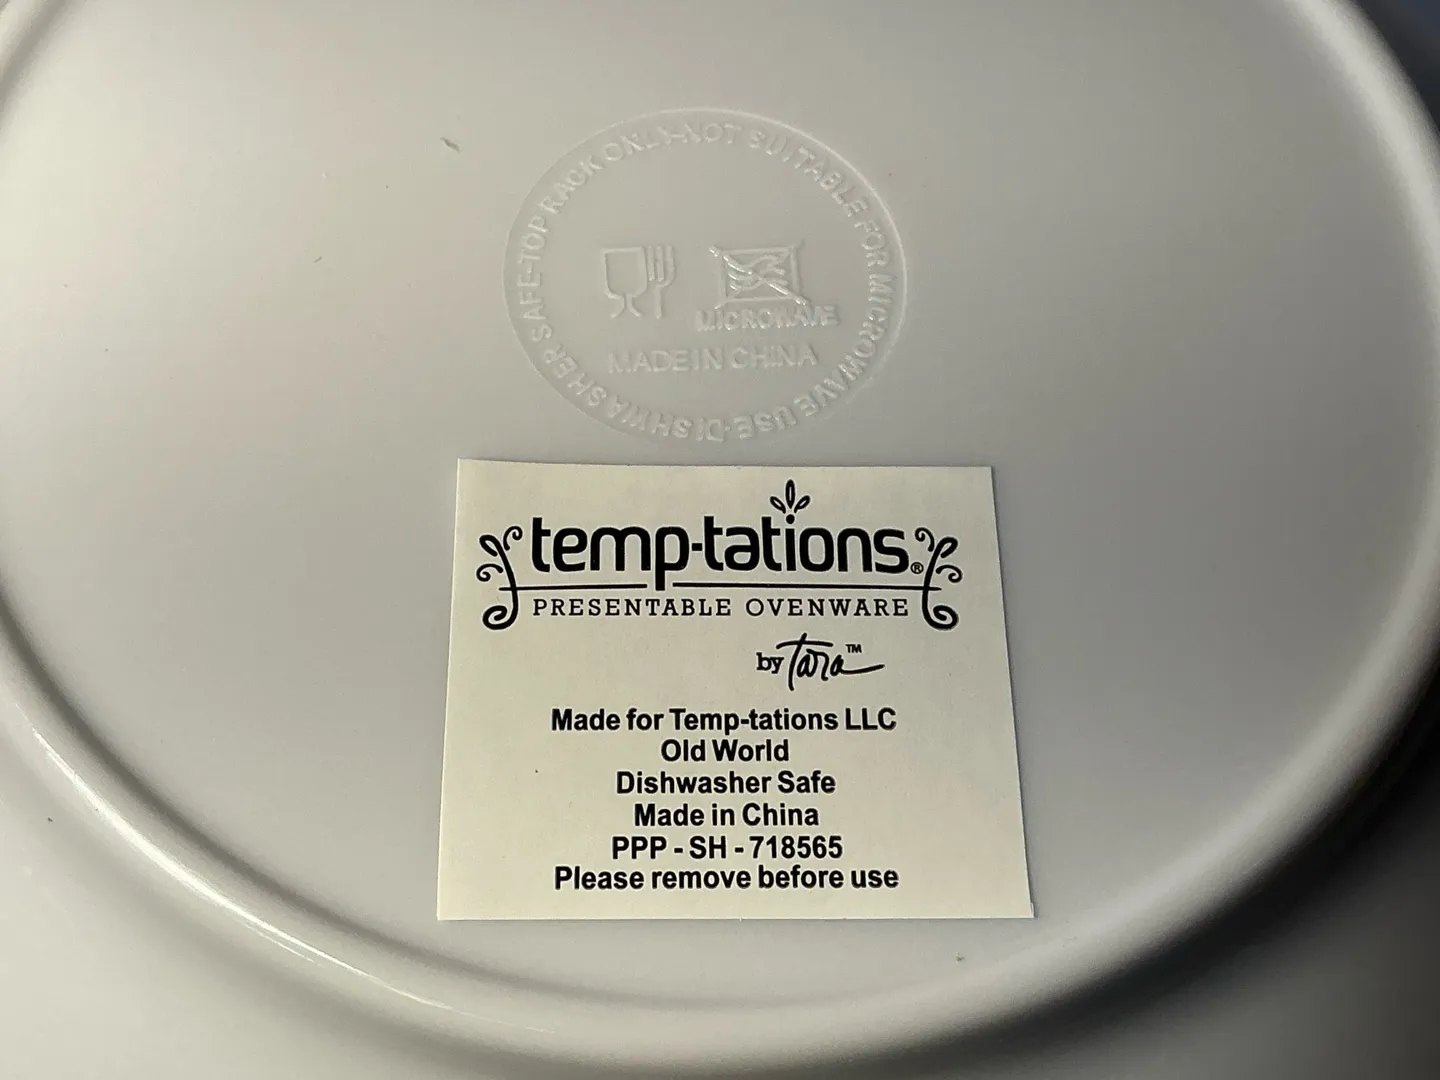 DISHWASHER SAFE-TOP RACK ONLY-NOT SUITABLE FOR MICROWAVE USE-
MICROWAVE
MADE IN CHINA
temp-tations®
PRESENTABLE OVENWARE
by Tara™
Made for Temp-tations LLC
Old World
Dishwasher Safe
Made in China
PPP - SH - 718565
Please remove before use